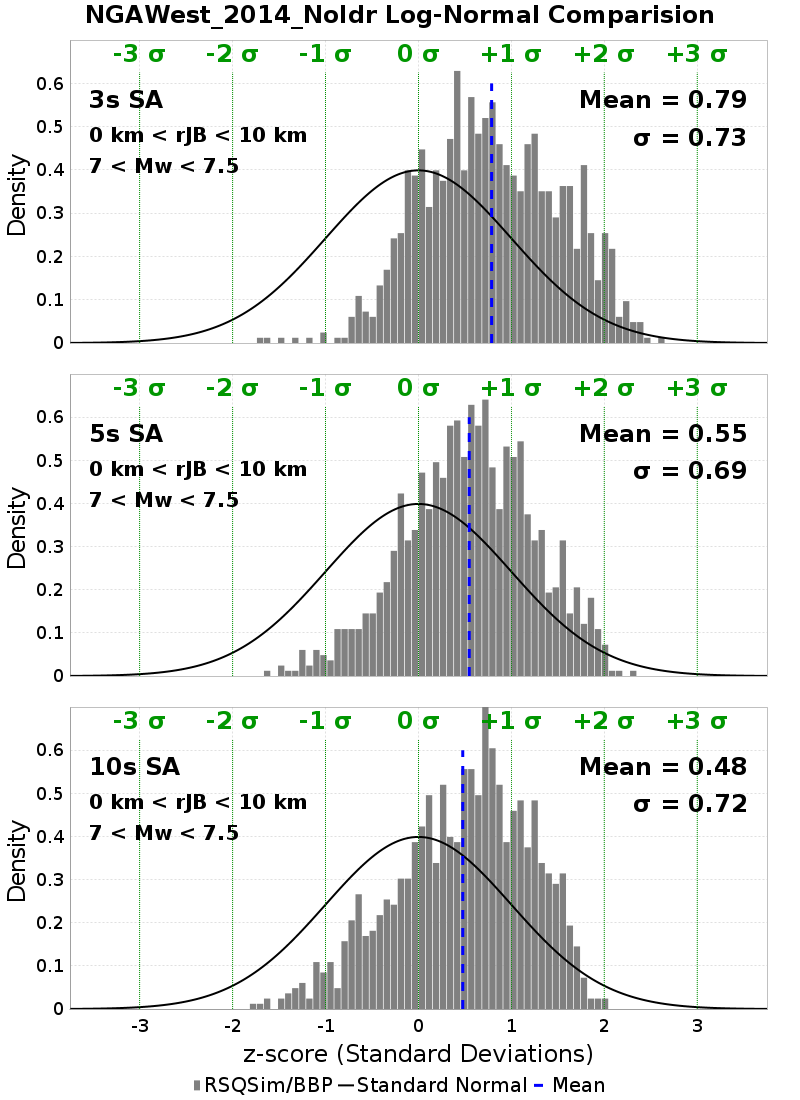 NGAWest_2014_NoIdr Log-Normal Comparision
-3 σ -2 σ -1 σ 0 σ +1 σ +2 σ +3 σ
3s SA
Mean = 0.79
0 km < rJB < 10 km
σ = 0.73
7 < Mw < 7.5
Density
0.6
0.5
0.4
0.3
0.2
0.1
0
-3 σ -2 σ -1 σ 0 σ +1 σ +2 σ +3 σ
5s SA
Mean = 0.55
0 km < rJB < 10 km
σ = 0.69
7 < Mw < 7.5
Density
0.6
0.5
0.4
0.3
0.2
0.1
0
-3 σ -2 σ -1 σ 0 σ +1 σ +2 σ +3 σ
10s SA
Mean = 0.48
0 km < rJB < 10 km
σ = 0.72
7 < Mw < 7.5
Density
0.6
0.5
0.4
0.3
0.2
0.1
0
-3 -2 -1 0 1 2 3
z-score (Standard Deviations)
RSQSim/BBP Standard Normal Mean